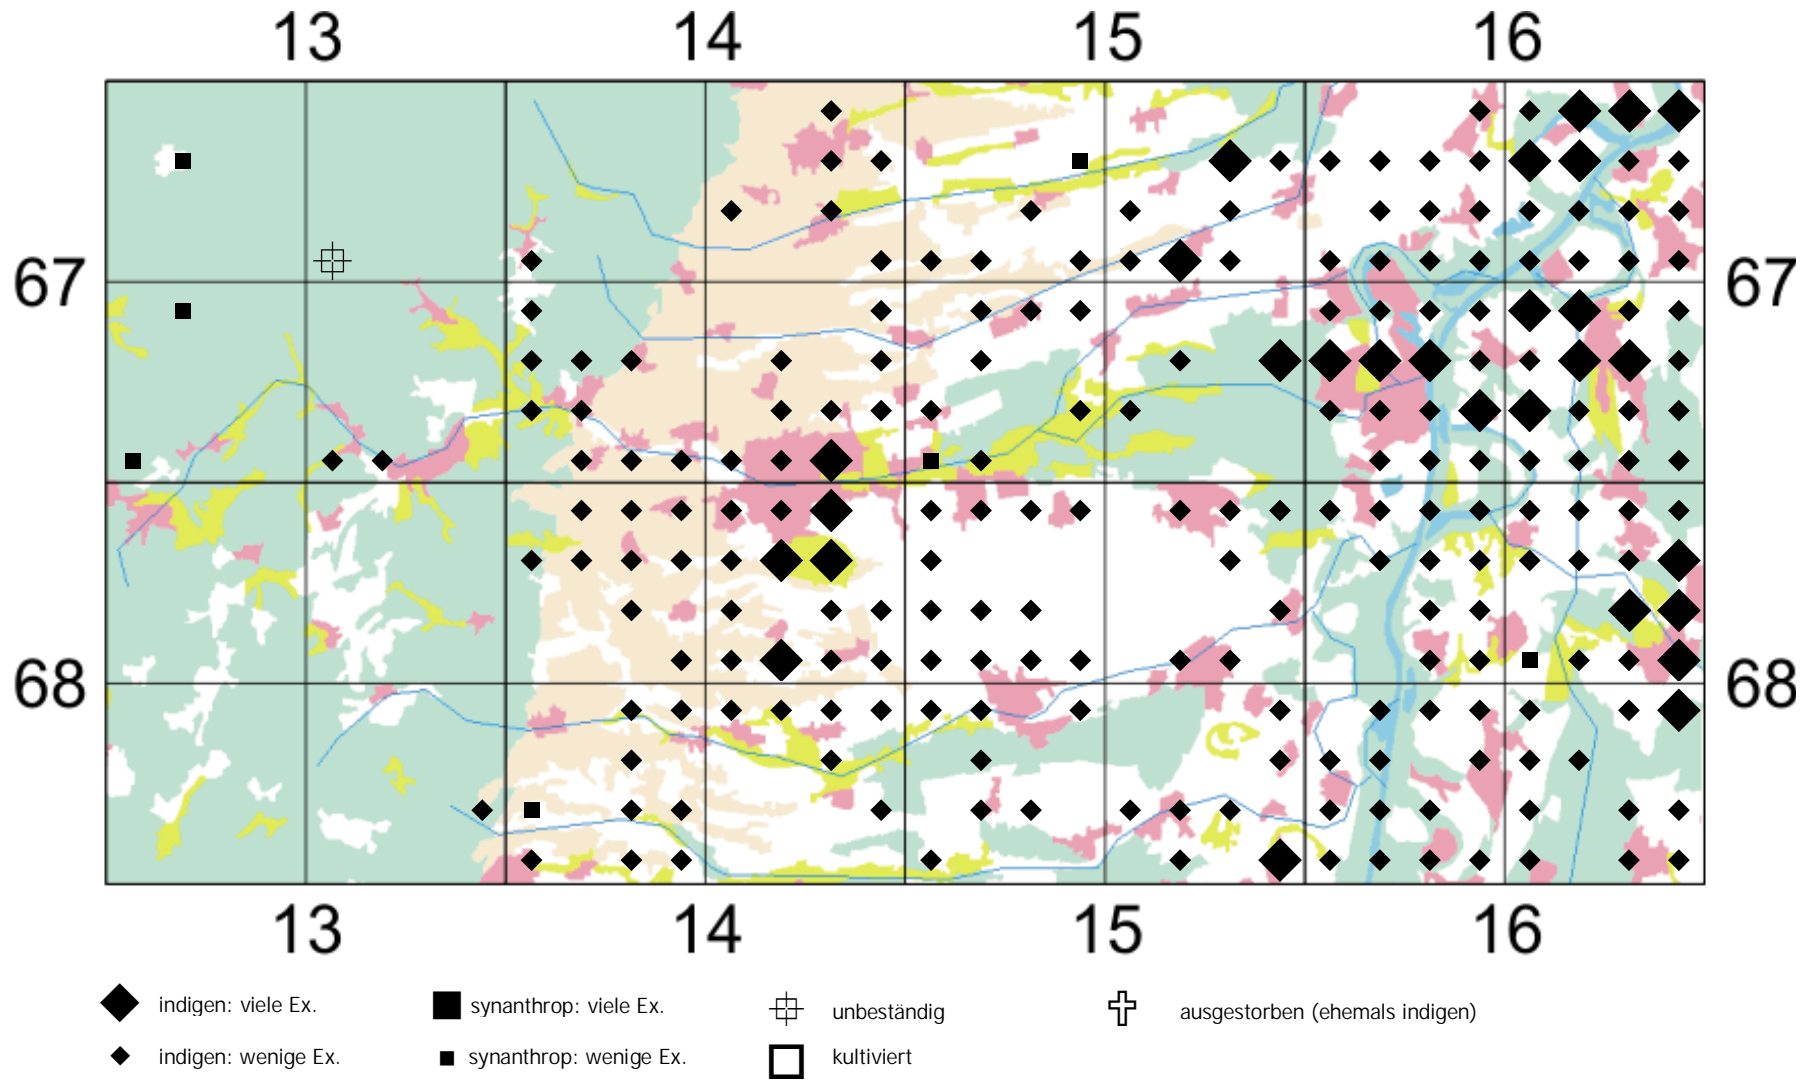 13 14 15 16
67 67
68 68
13 14 15 16
indigen: viele Ex. synanthrop: viele Ex. unbeständig ausgestorben (ehemals indigen)
indigen: wenige Ex. synanthrop: wenige Ex. kultiviert